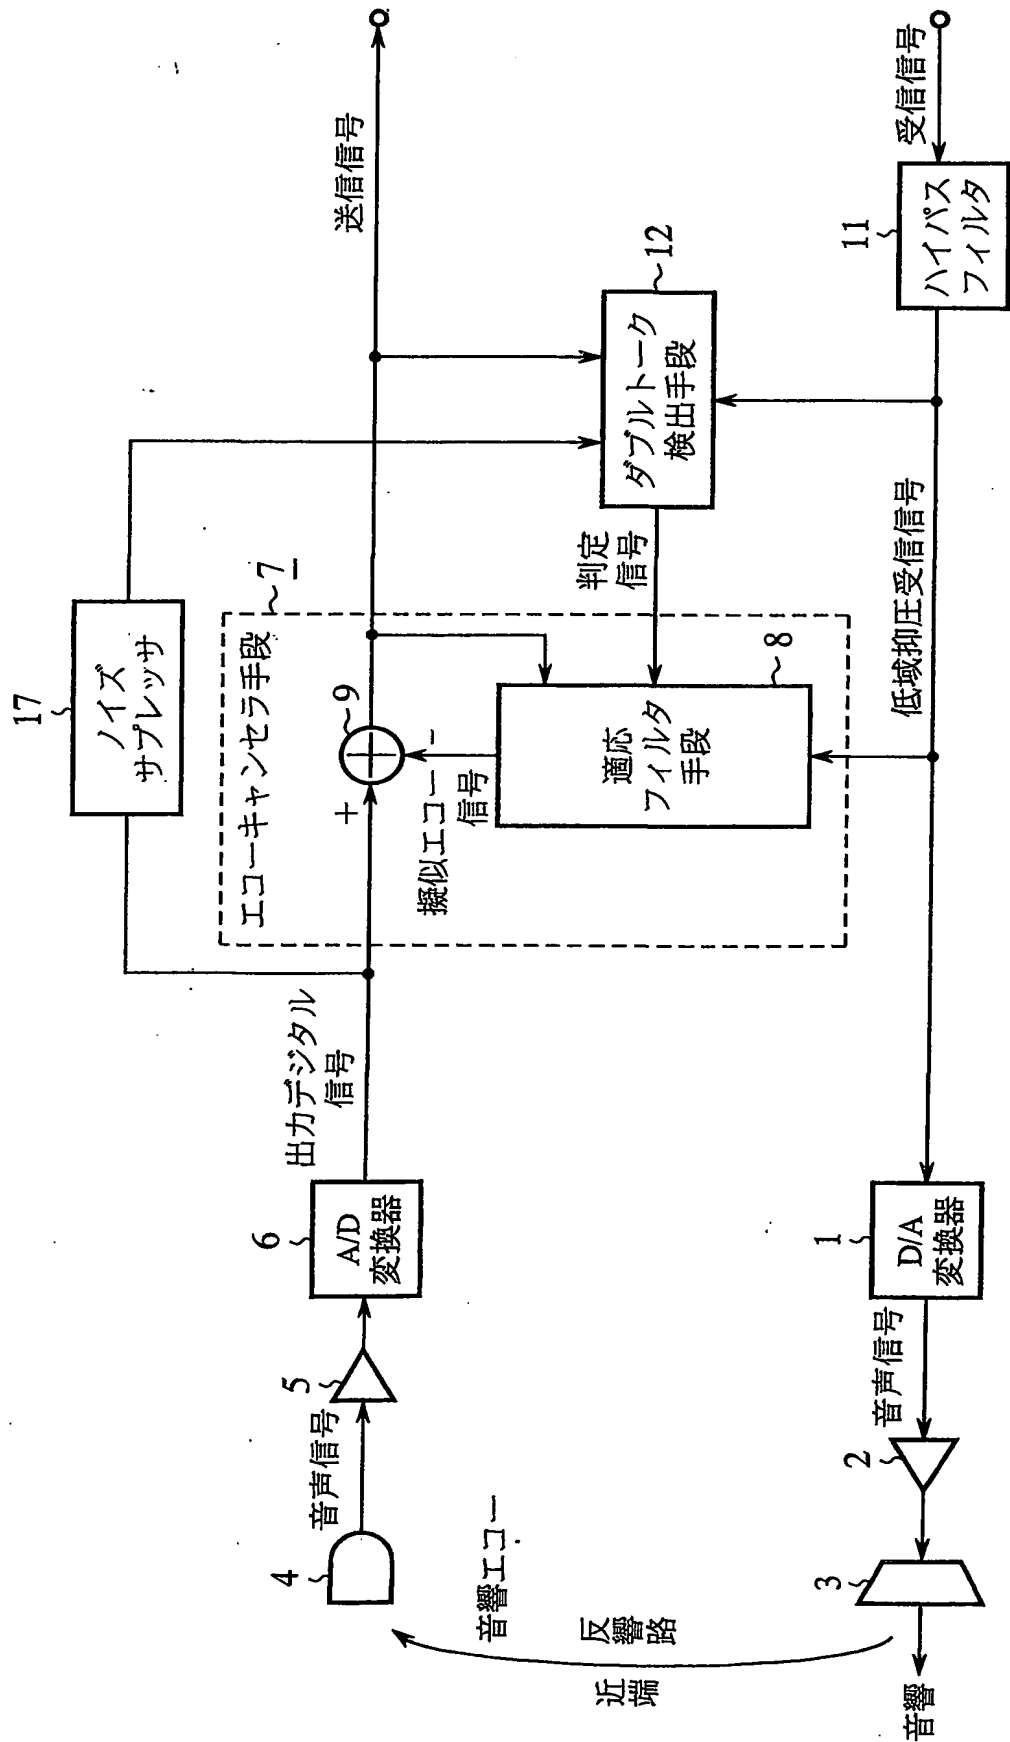 17
ノイズ
サプレッサ
エコーキャンセラ手段
7
送信信号
出力デジタル
信号
6
A/D
変換器
5
音声信号
4
+
9
−
擬似エコー
信号
適応
フィルタ
手段
8
判定
信号
12
ダブルトーク
検出手段
受信信号
11
ハイパス
フィルタ
低域抑圧受信信号
1
D/A
変換器
音声信号
2
3
音響
音響エコー
反響路
近端